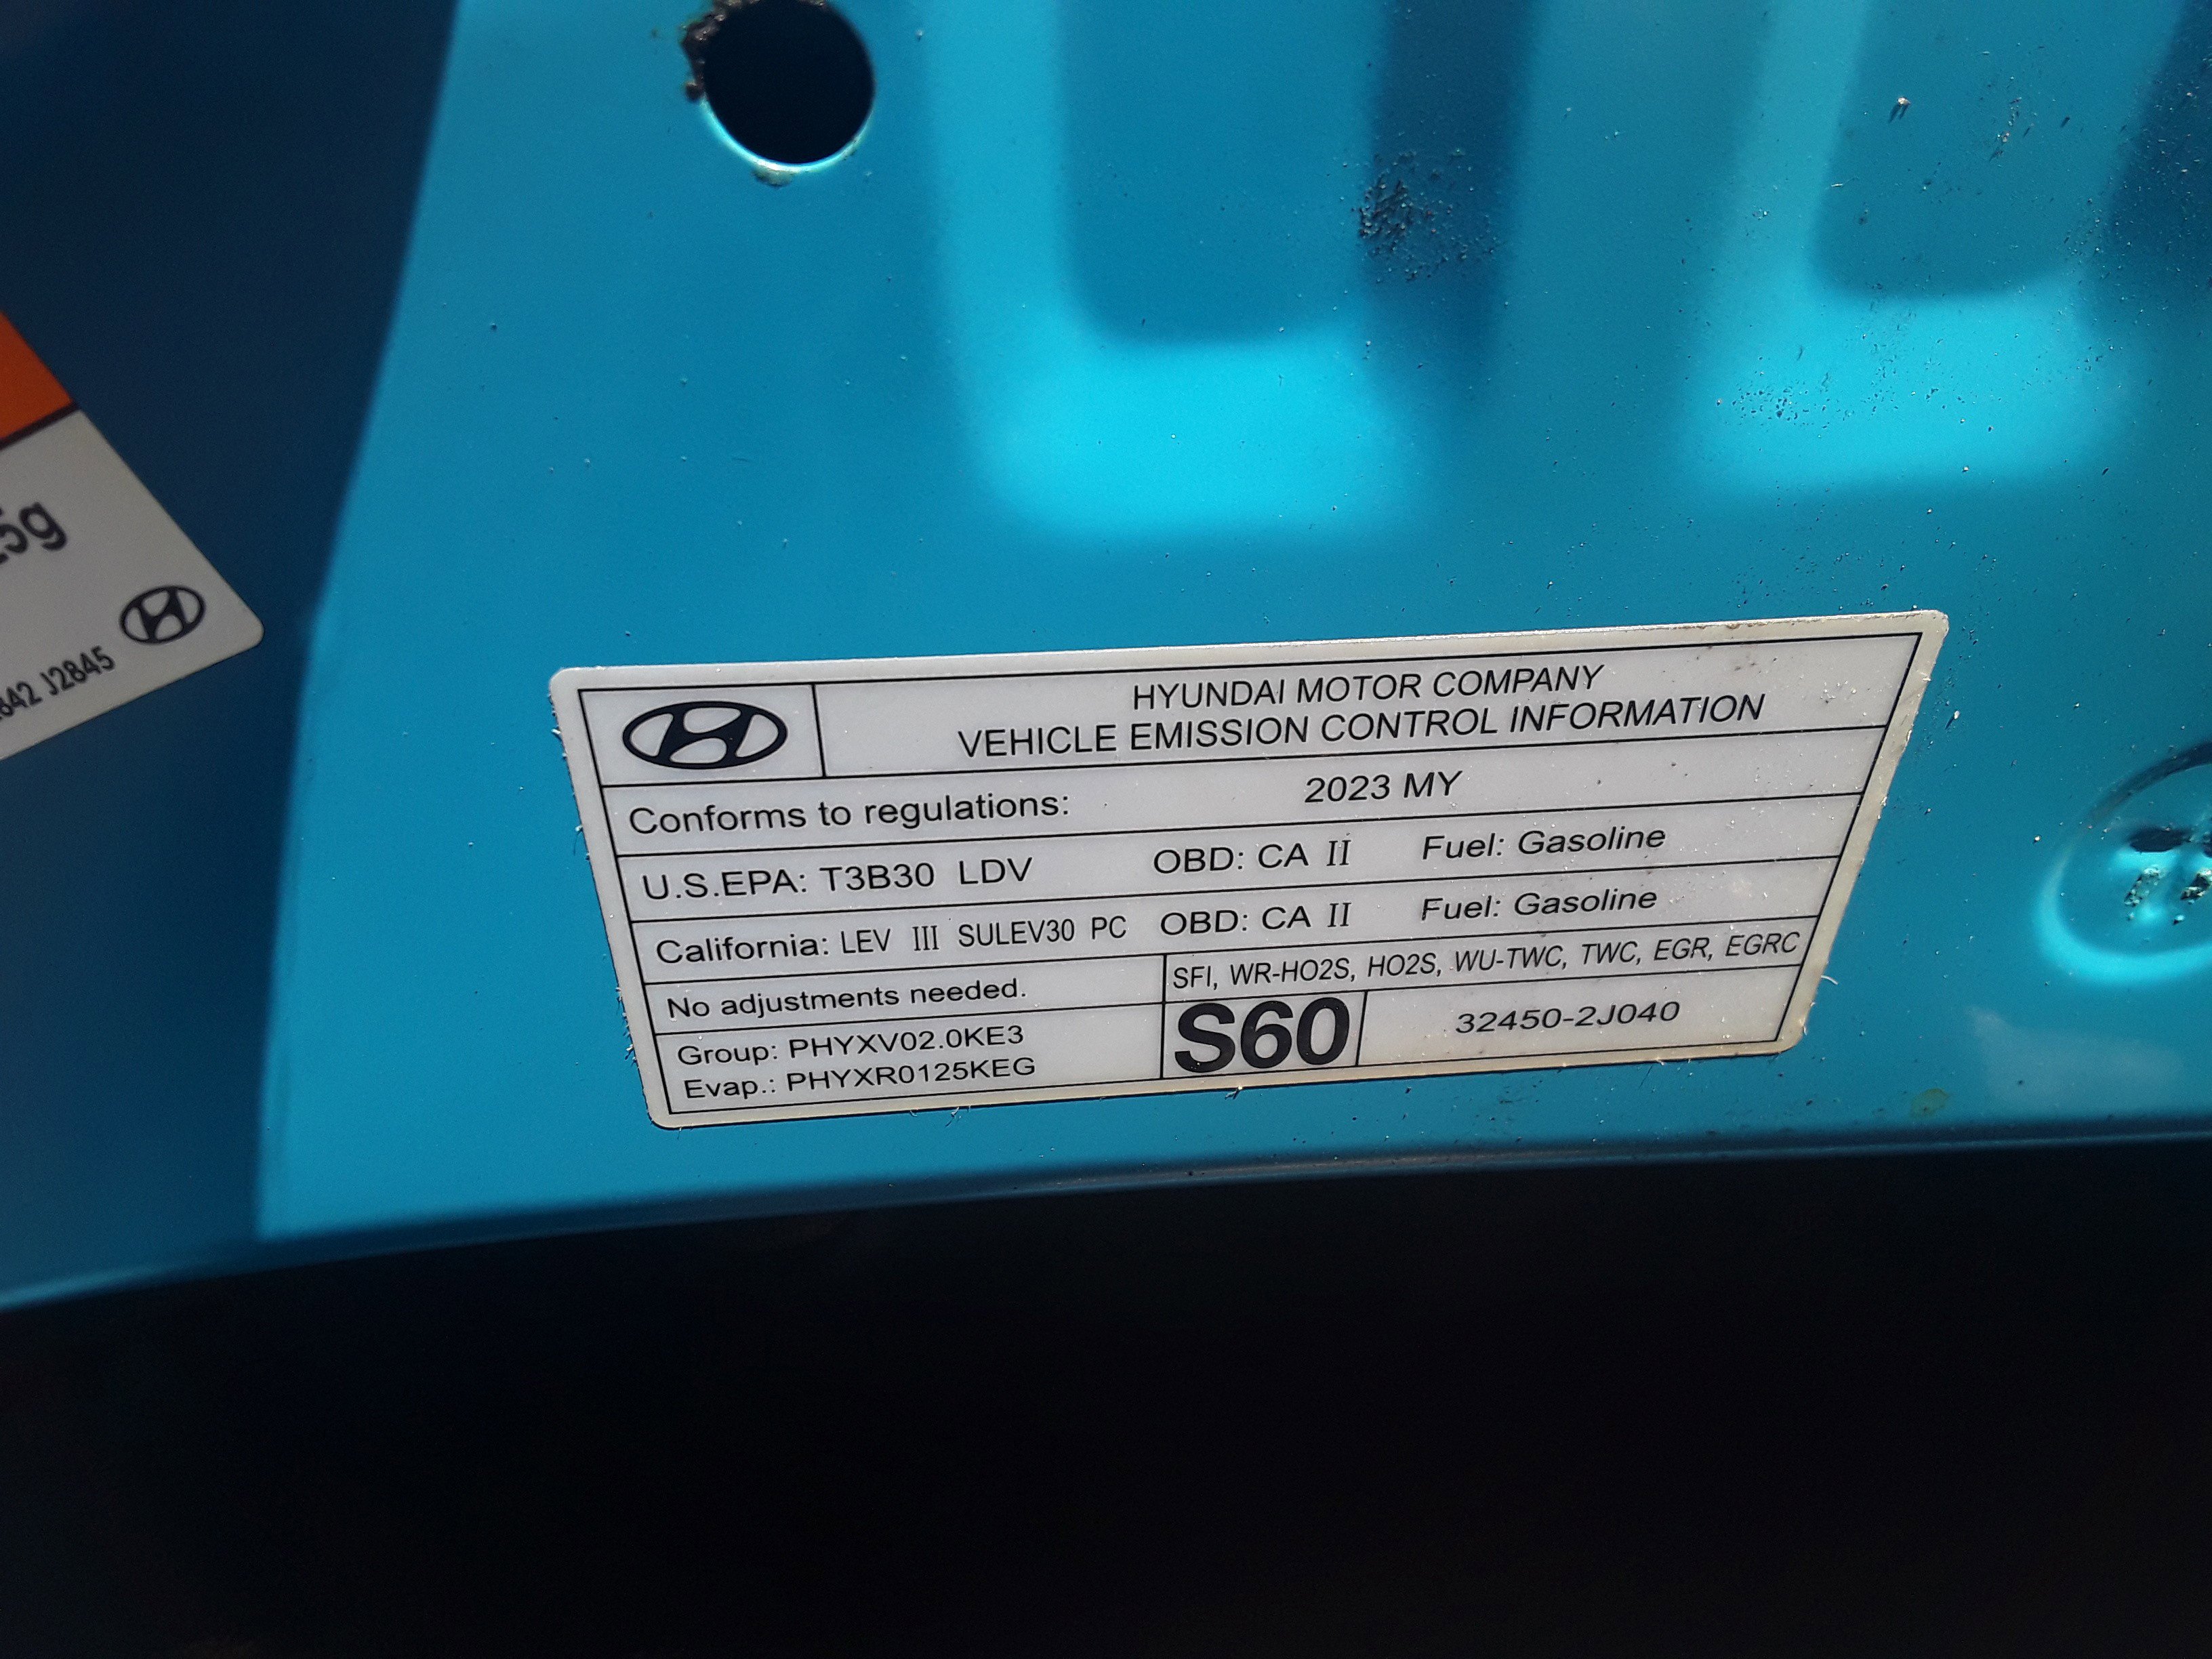 5g
842 J2845
HYUNDAI MOTOR COMPANY
VEHICLE EMISSION CONTROL INFORMATION
Conforms to regulations: 2023 MY
U.S.EPA: T3B30 LDV OBD: CA II Fuel: Gasoline
California: LEV III SULEV30 PC OBD: CA II Fuel: Gasoline
No adjustments needed. SFI, WR-HO2S, HO2S, WU-TWC, TWC, EGR, EGRC
Group: PHYXV02.0KE3
Evap.: PHYXR0125KEG
S60
32450-2J040